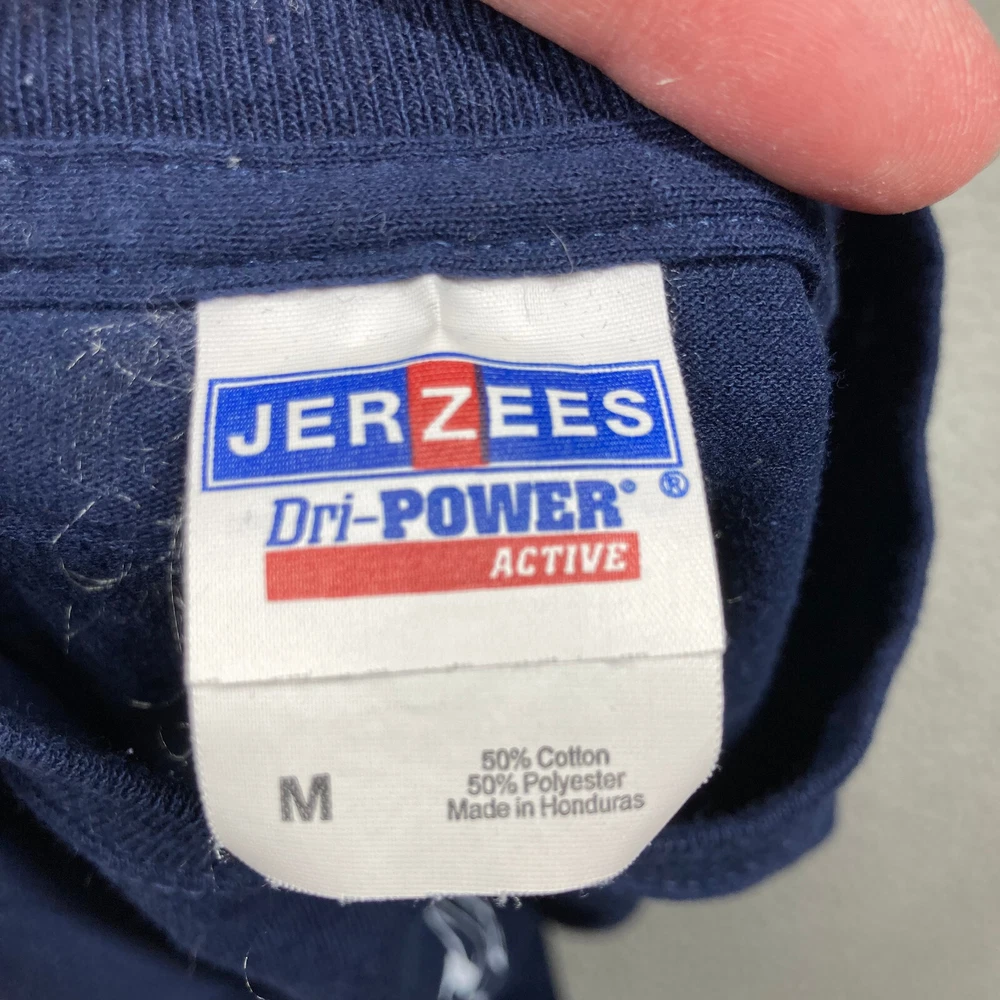 JERZEES
Dri-POWER® ®
ACTIVE
M
50% Cotton
50% Polyester
Made in Honduras